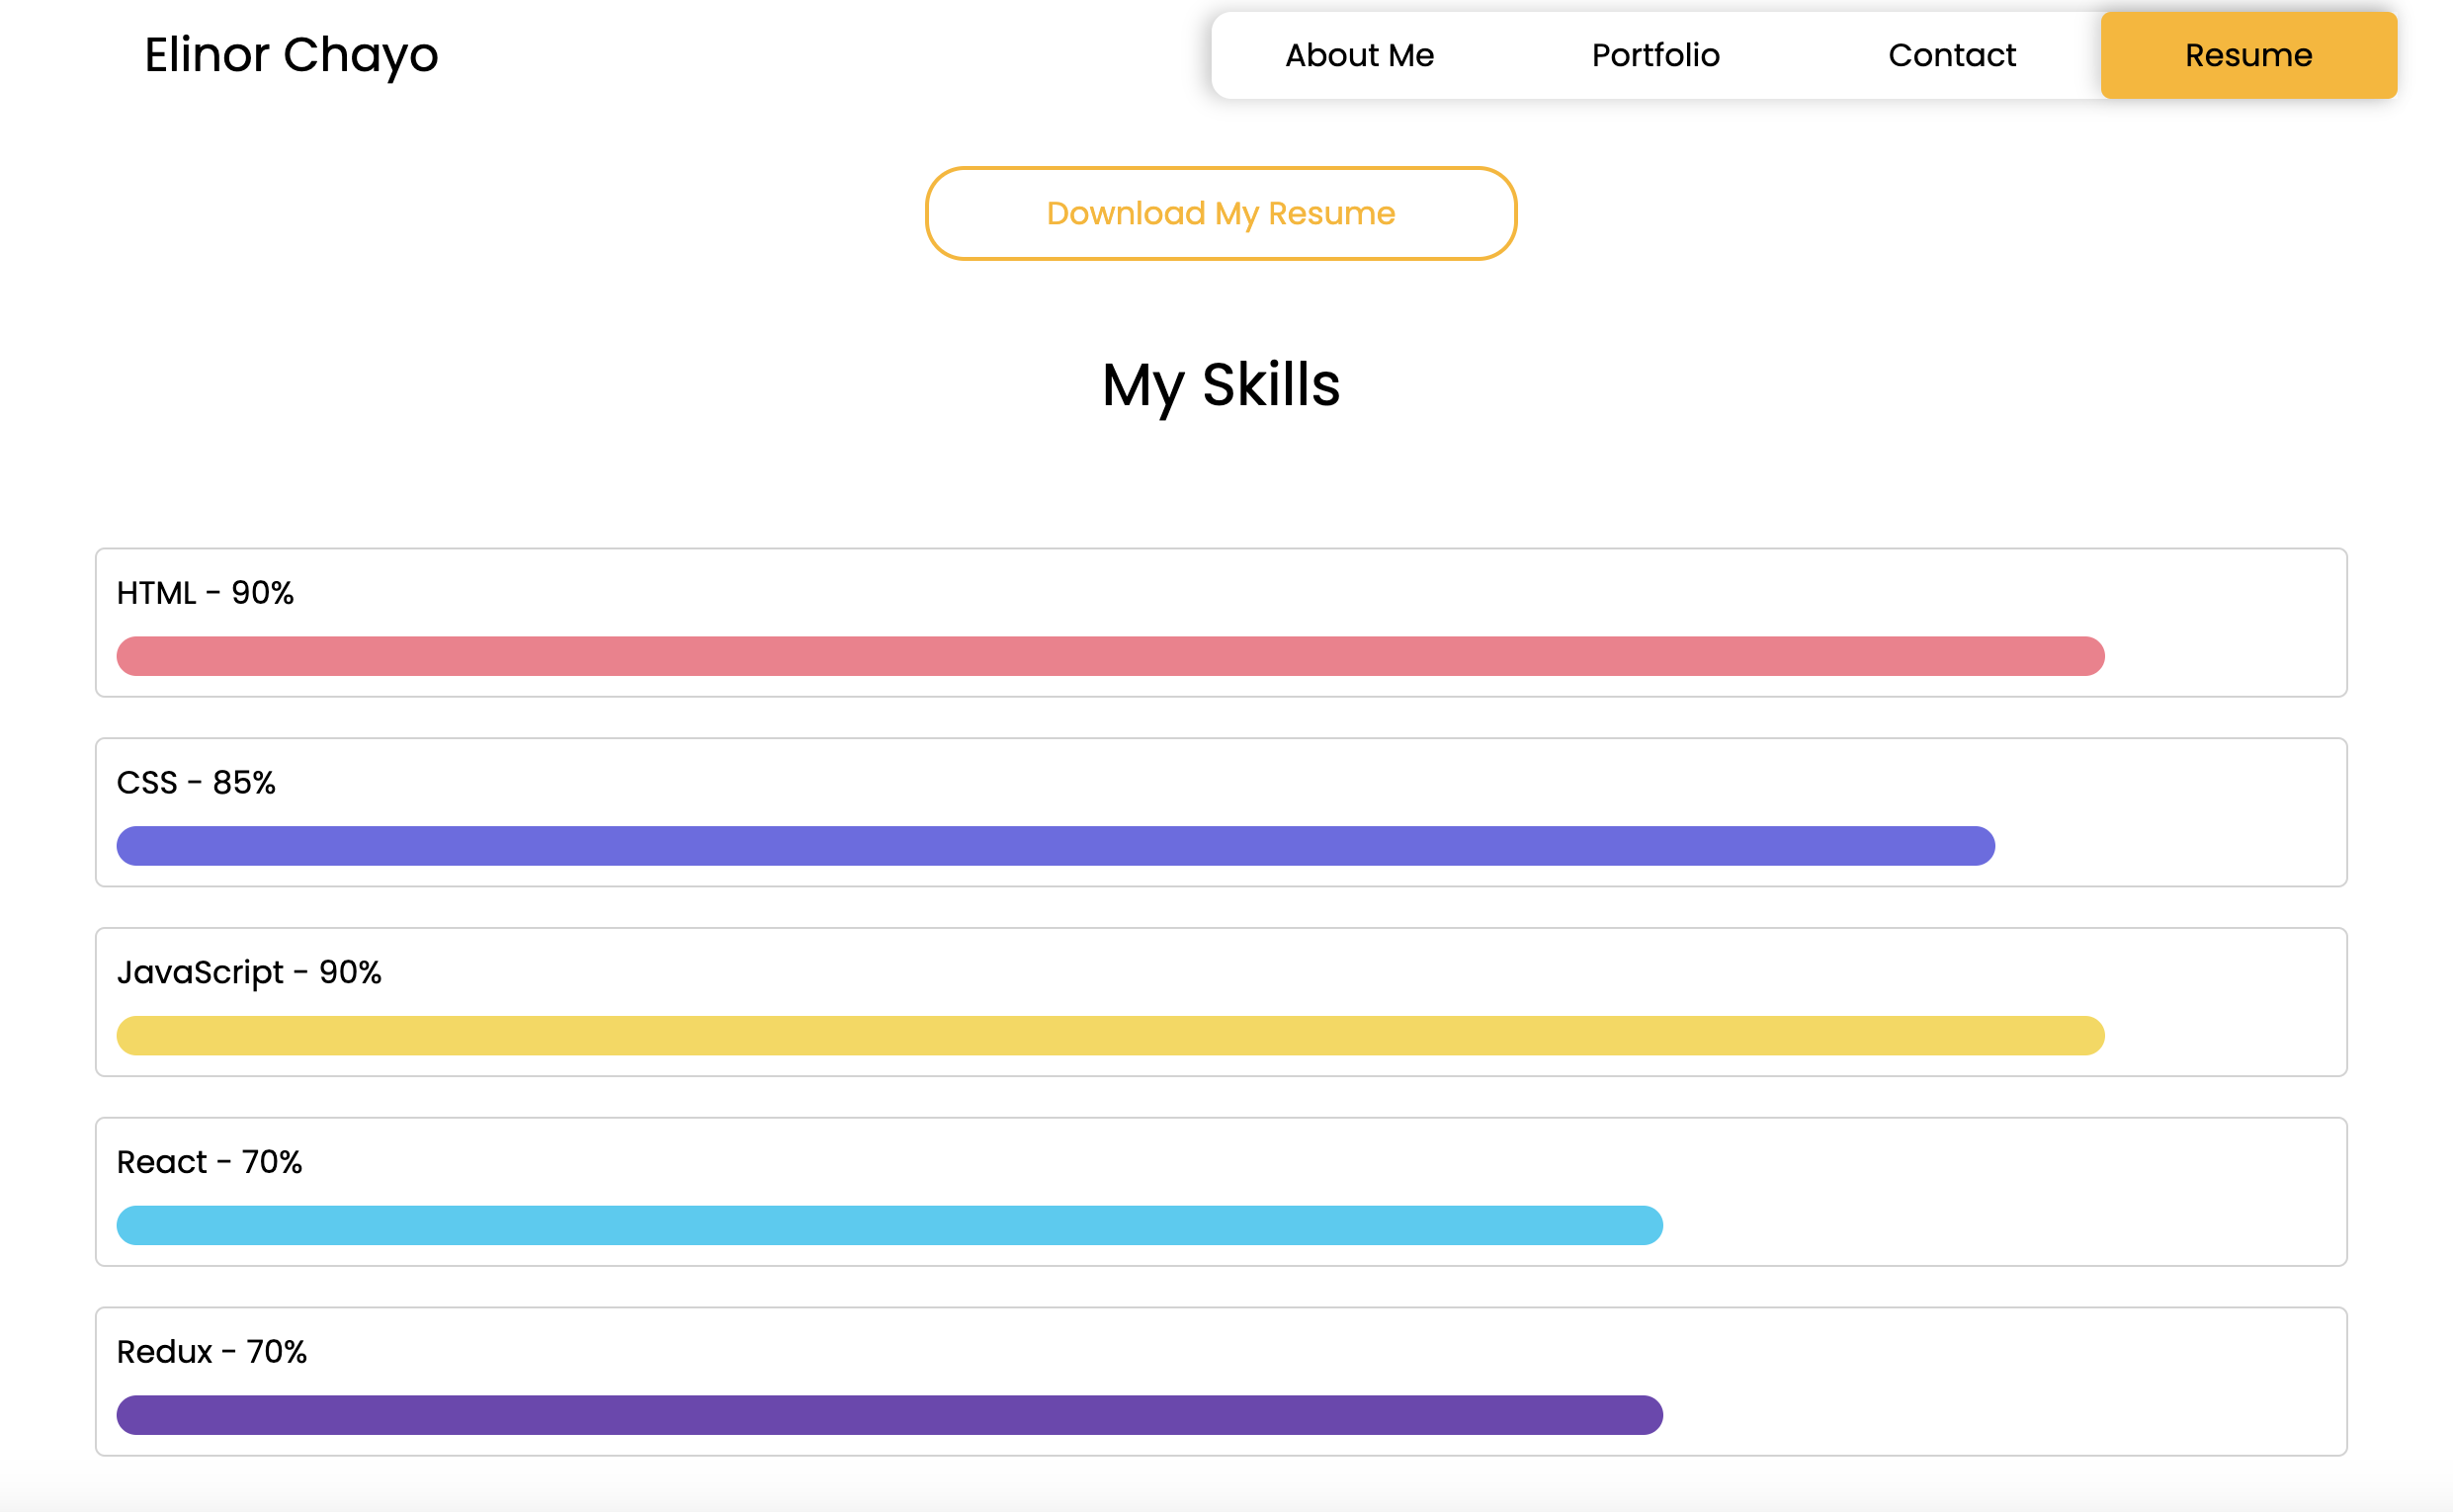 Elinor Chayo
About Me Portfolio Contact Resume
Download My Resume
My Skills
HTML - 90%
CSS - 85%
JavaScript - 90%
React - 70%
Redux - 70%